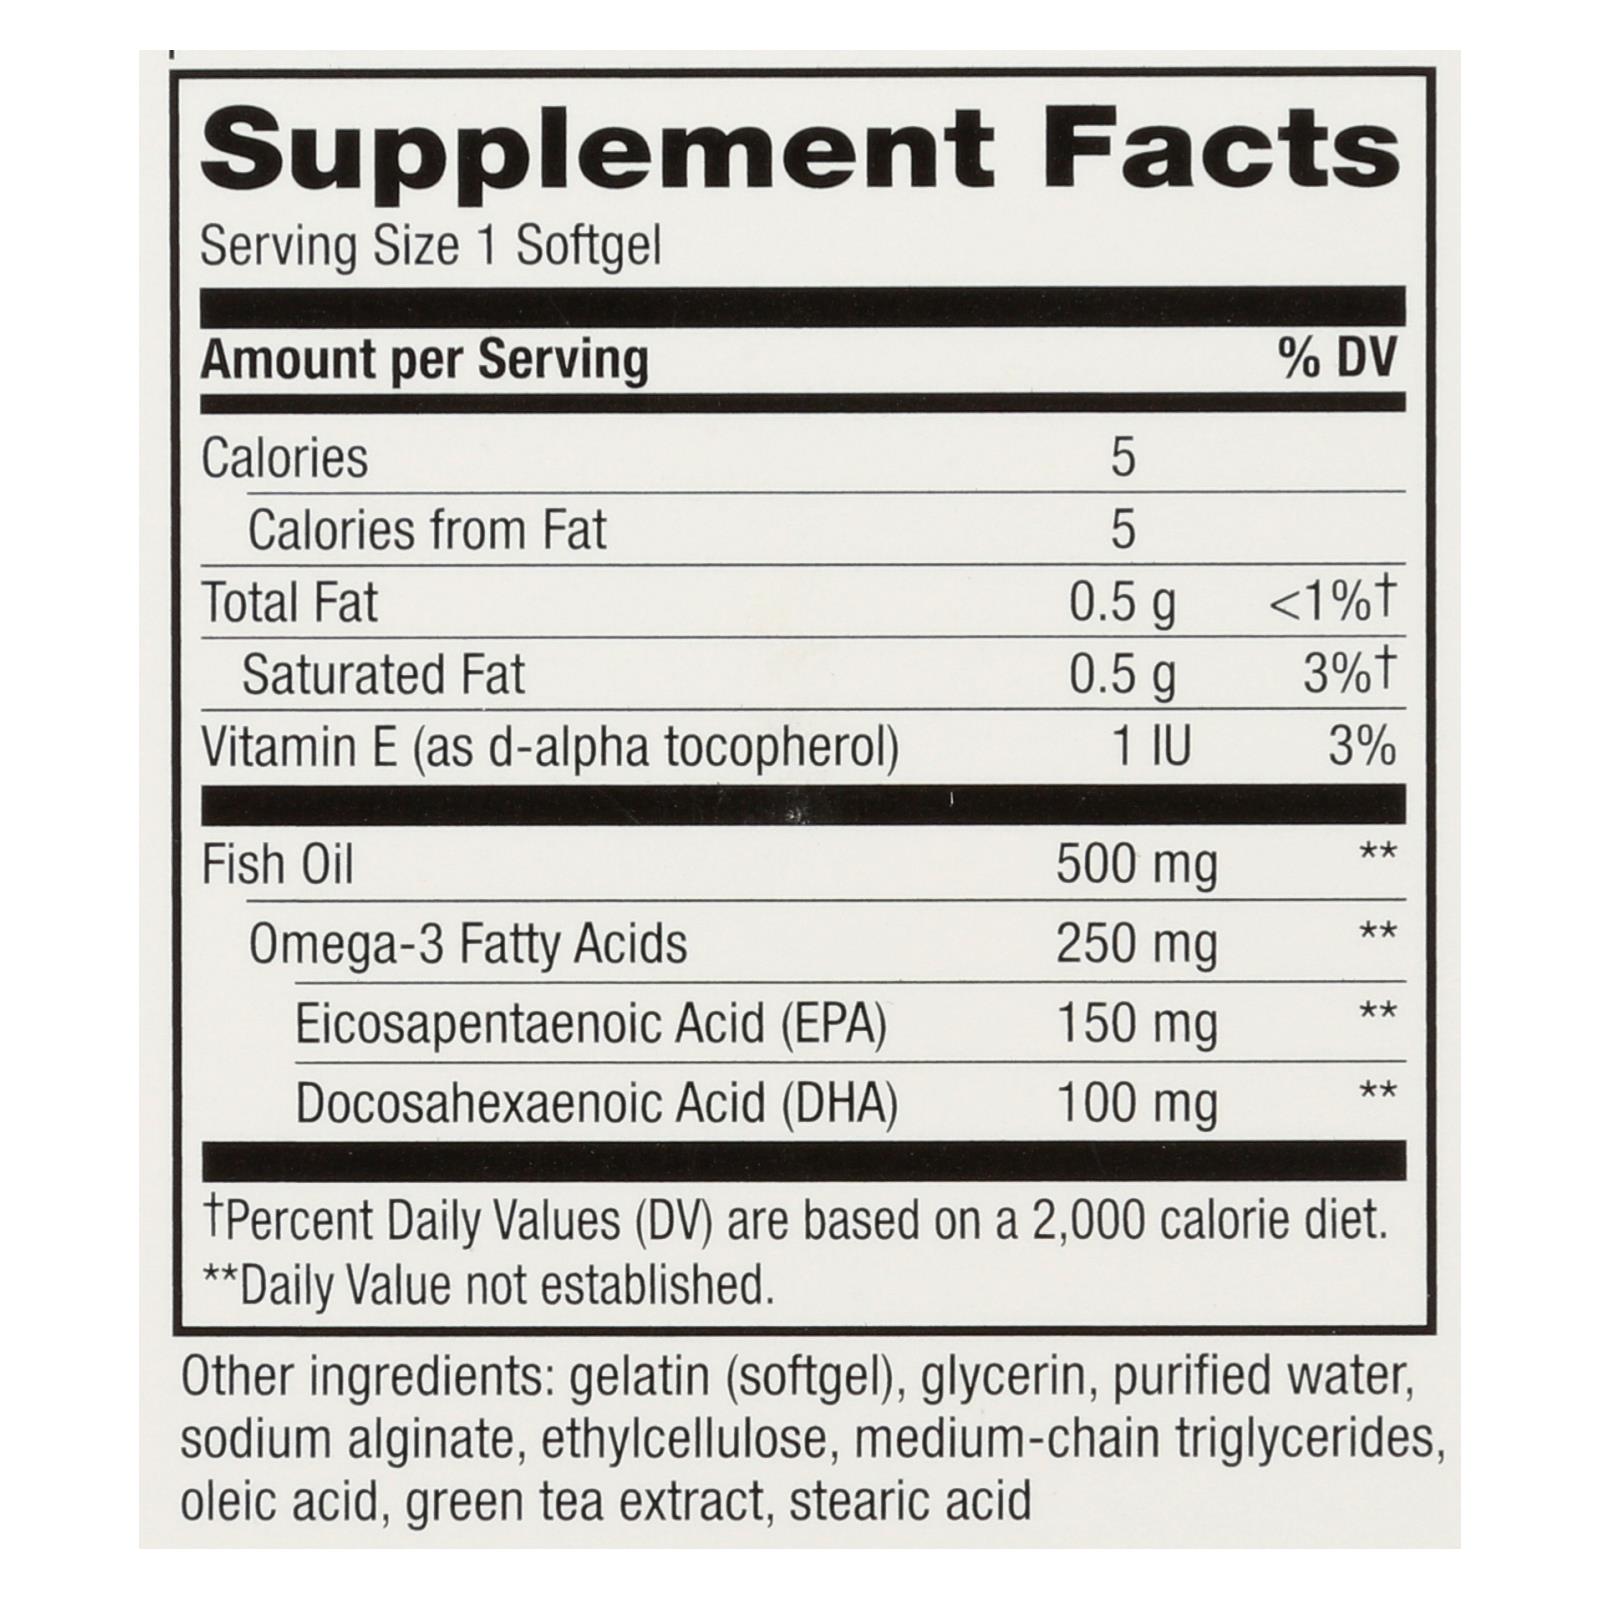 Supplement Facts
Serving Size 1 Softgel
Amount per Serving % DV
Calories 5
Calories from Fat 5
Total Fat 0.5 g <1%†
Saturated Fat 0.5 g 3%†
Vitamin E (as d-alpha tocopherol) 1 IU 3%
Fish Oil 500 mg **
Omega-3 Fatty Acids 250 mg **
Eicosapentaenoic Acid (EPA) 150 mg **
Docosahexaenoic Acid (DHA) 100 mg **
†Percent Daily Values (DV) are based on a 2,000 calorie diet.
**Daily Value not established.
Other ingredients: gelatin (softgel), glycerin, purified water,
sodium alginate, ethylcellulose, medium-chain triglycerides,
oleic acid, green tea extract, stearic acid